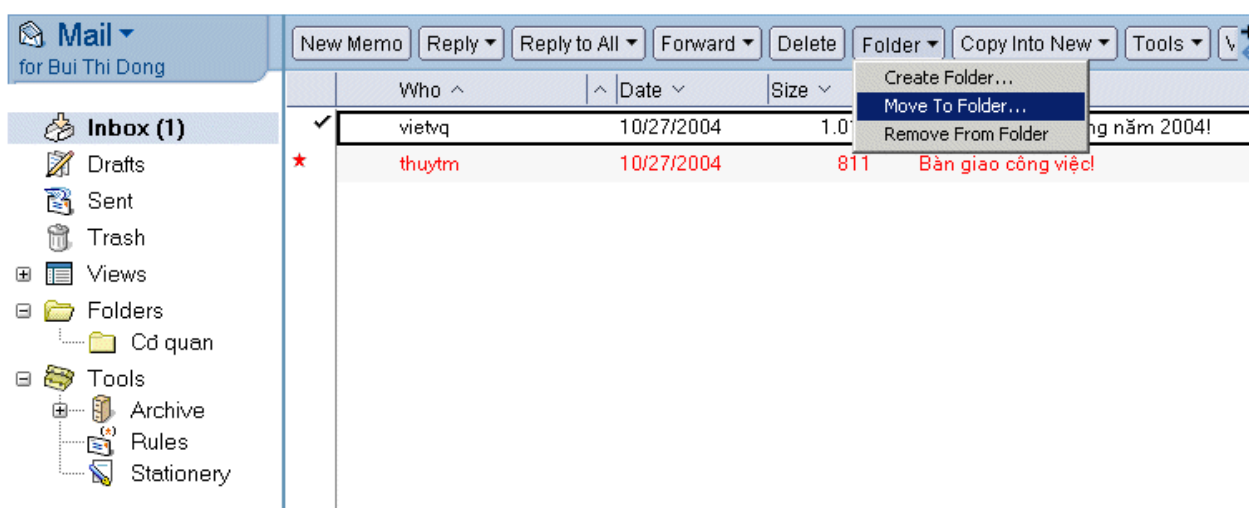 Mail
for Bui Thi Dong
New Memo Reply Reply to All Forward Delete Folder Copy Into New Tools
Create Folder...
Move To Folder...
Remove From Folder
Who Date Size
Inbox (1)
Drafts
Sent
Trash
Views
Folders
Cơ quan
Tools
Archive
Rules
Stationery
vietvq 10/27/2004 năm 2004!
thuytm 10/27/2004 811 Bàn giao công việc!